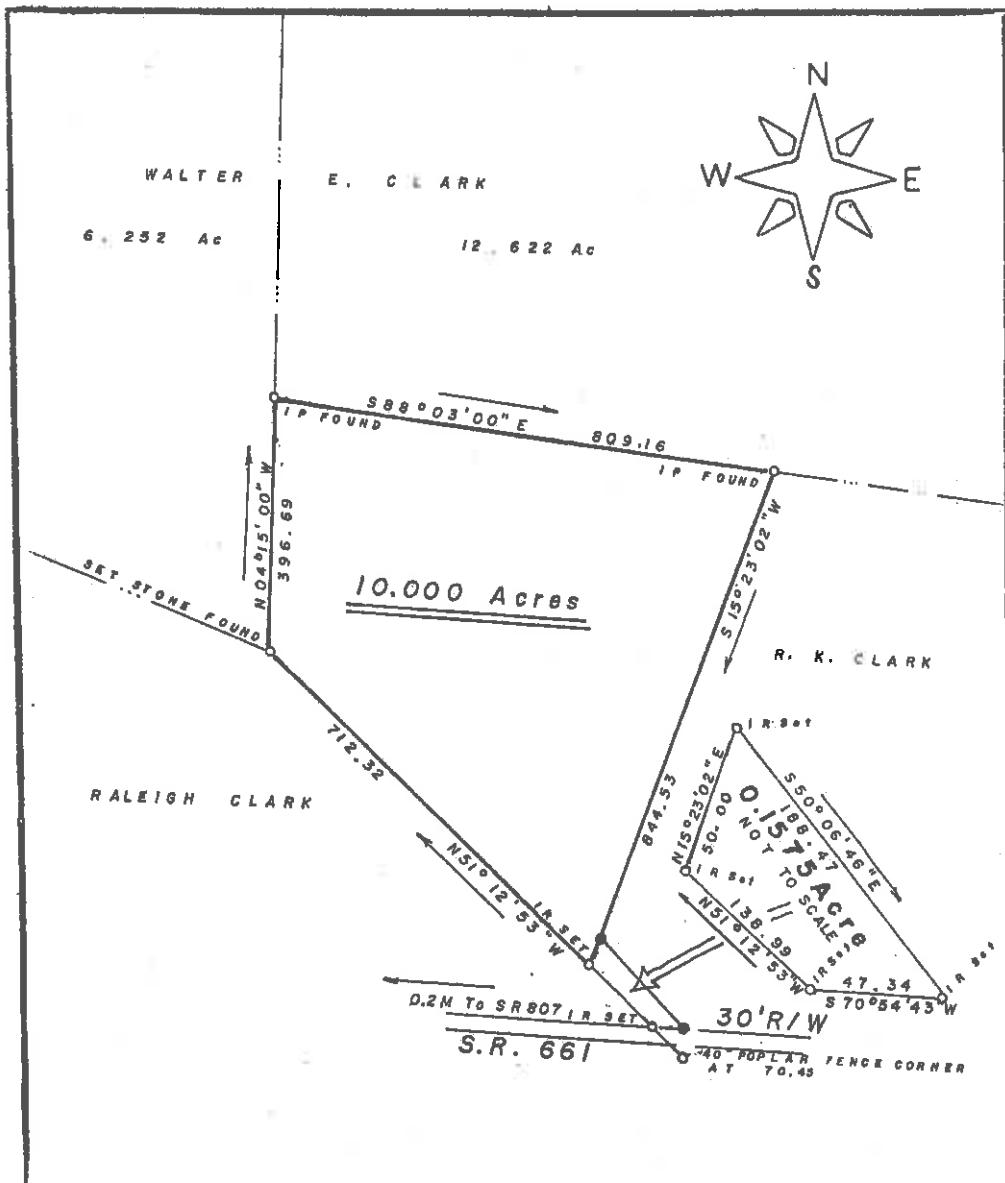 N
W E
S
WALTER E. CLARK
6.252 Ac 12.622 Ac
S88°03'00"E
809.16
IP FOUND
IP FOUND
N04°15'00"W
396.69
SET STONE FOUND
10.000 Acres
S 15°23'02"W
844.53
R. K. CLARK
RALEIGH CLARK
712.32
N51°12'53"W
IR SET
IR Set
N15°23'02"E
50.00
S50°06'46"E
188.47
0.1575 Acre
NOT TO SCALE
IR Set
138.99
N51°12'53"W
IR Set
47.34
S 70°54'43"W
IR Set
0.2M To SR807
IR SET
30'R/W
S.R. 661
40" POPLAR FENCE CORNER
AT 70.45